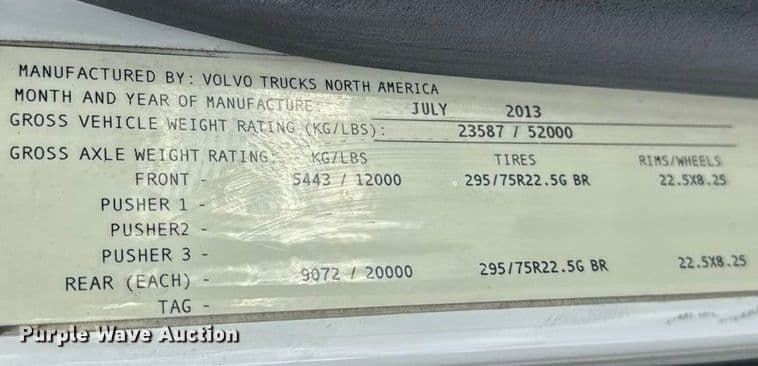 MANUFACTURED BY: VOLVO TRUCKS NORTH AMERICA
MONTH AND YEAR OF MANUFACTURE: JULY 2013
GROSS VEHICLE WEIGHT RATING (KG/LBS): 23587 / 52000
GROSS AXLE WEIGHT RATING: KG/LBS TIRES RIMS/WHEELS
FRONT - 5443 / 12000 295/75R22.5G BR 22.5X8.25
PUSHER 1 -
PUSHER2 -
PUSHER 3 -
REAR (EACH) - 9072 / 20000 295/75R22.5G BR 22.5X8.25
TAG -
Purple Wave Auction